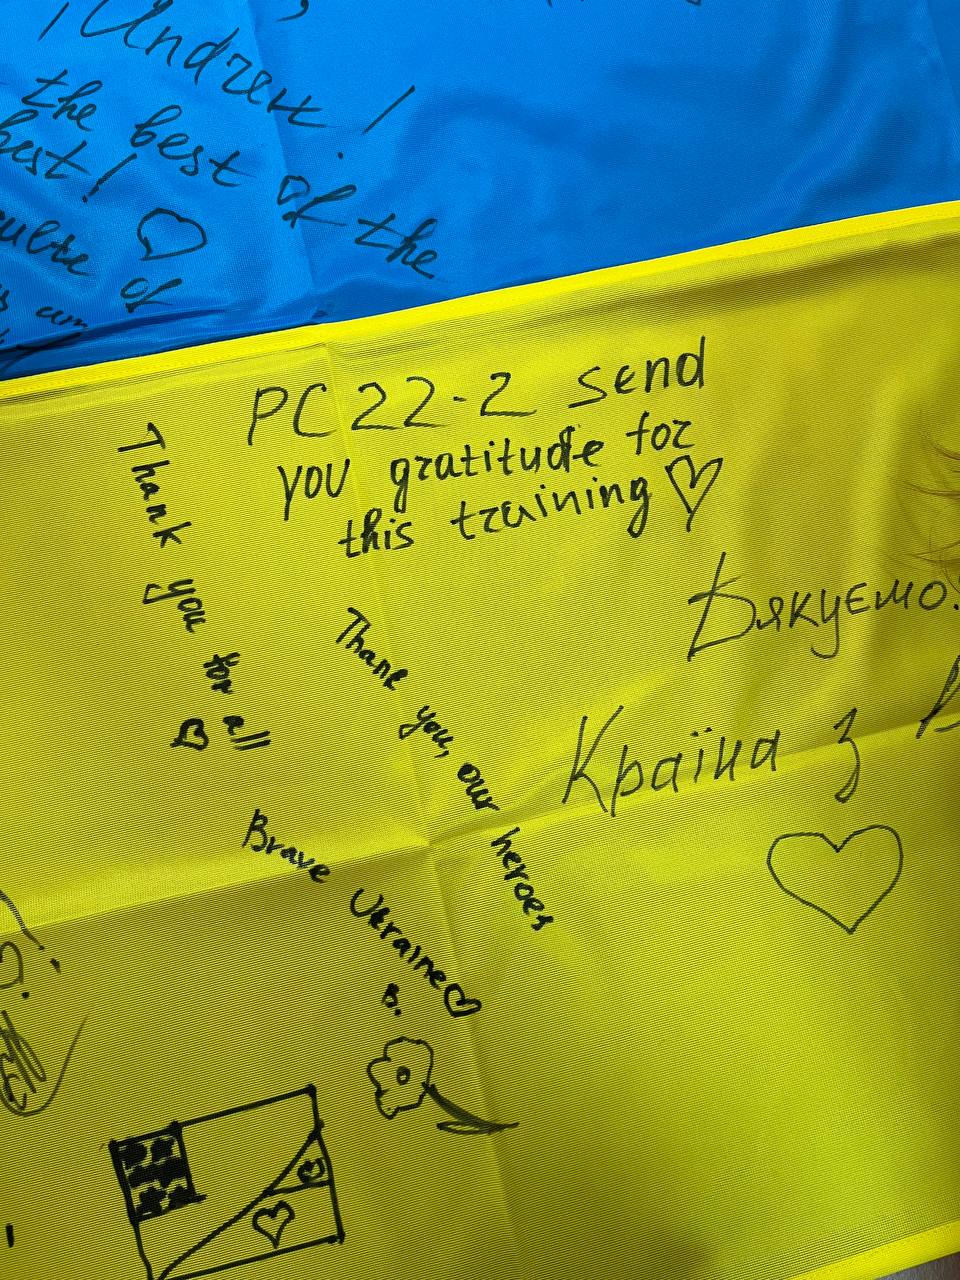 Andrew!
the best of the
best!
of
PC 22-2 send
you gratitude for
this training
Thank you for all
Дякуємо!
Thank you, our heroes
Країна з
Brave Ukraine